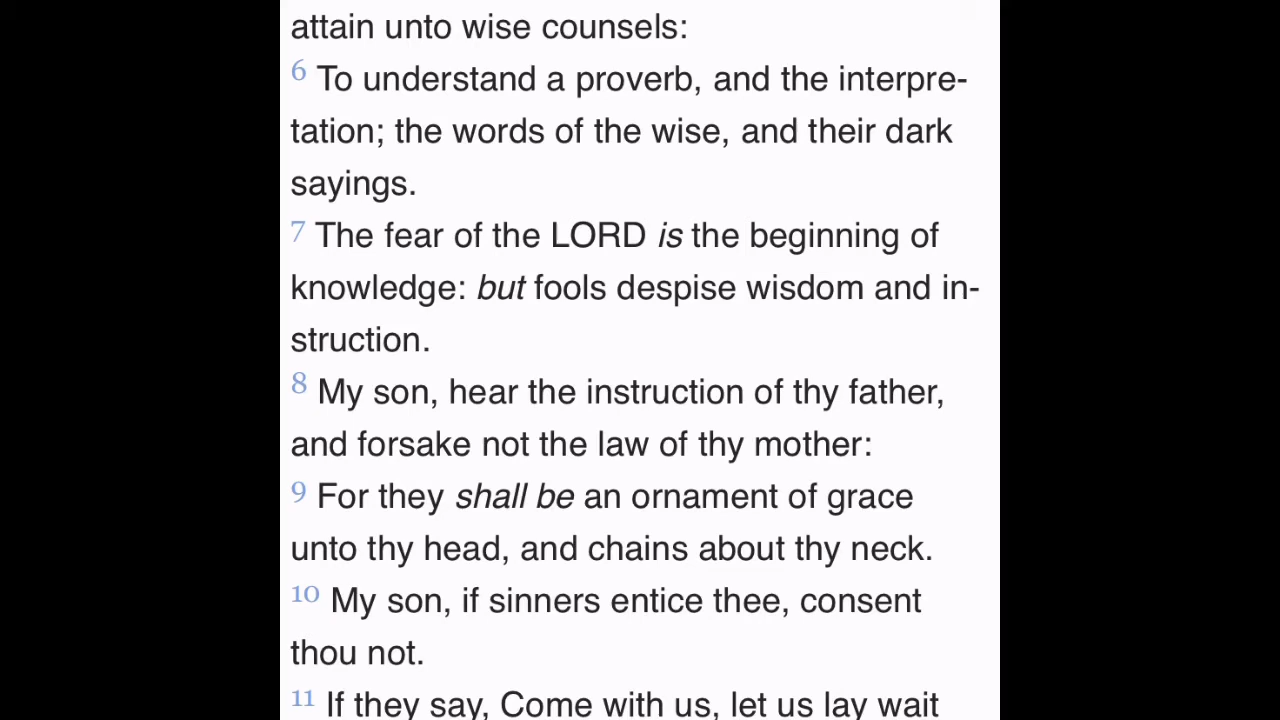 attain unto wise counsels:
6 To understand a proverb, and the interpre-
tation; the words of the wise, and their dark
sayings.
7 The fear of the LORD is the beginning of
knowledge: but fools despise wisdom and in-
struction.
8 My son, hear the instruction of thy father,
and forsake not the law of thy mother:
9 For they shall be an ornament of grace
unto thy head, and chains about thy neck.
10 My son, if sinners entice thee, consent
thou not.
11 If they say, Come with us, let us lay wait